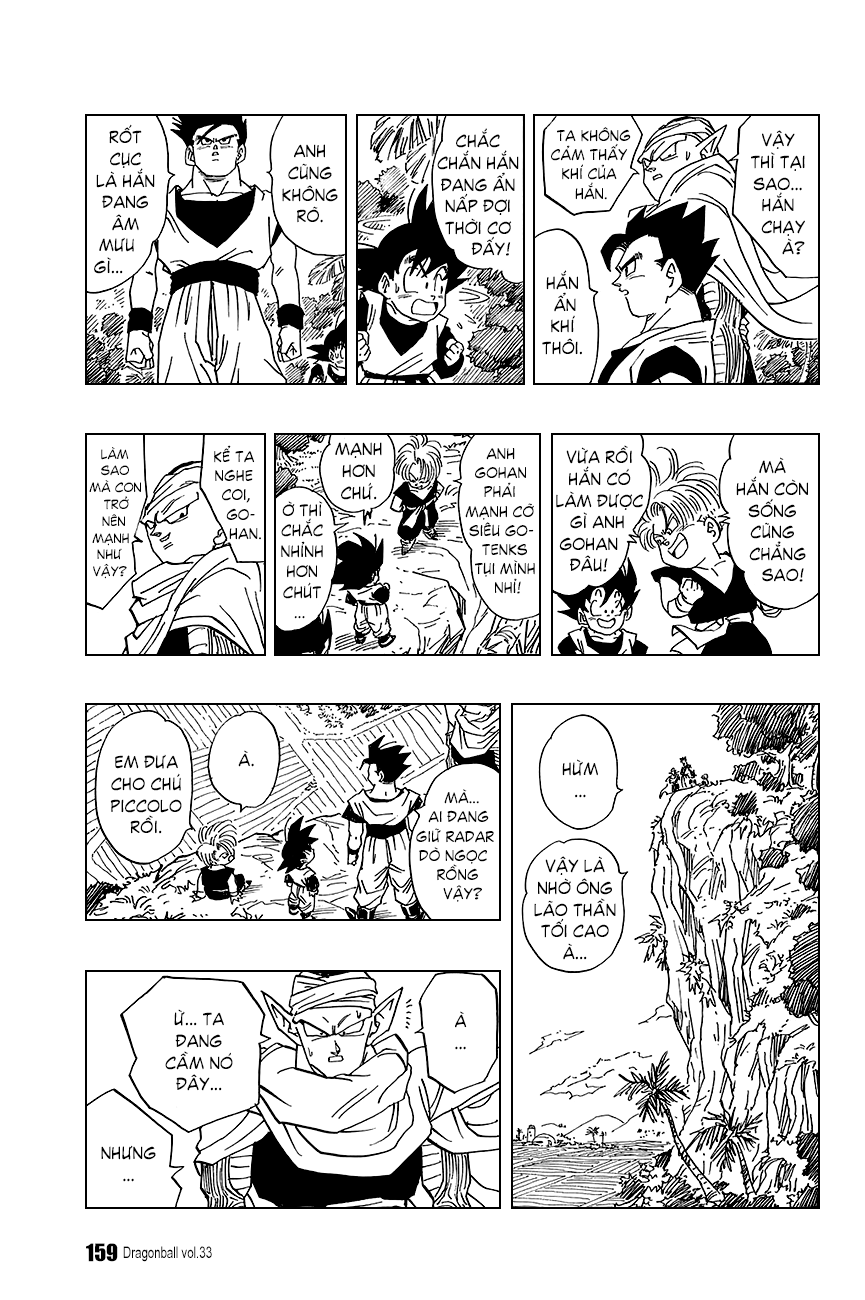 VẬY
THÌ TẠI
SAO...
HẮN
CHẠY
À?
TA KHÔNG
CẢM THẤY
KHÍ CỦA
HẮN.
HẮN
ẨN
KHÍ
THÔI.
CHẮC
CHẮN HẮN
ĐANG ẨN
NẤP ĐỢI
THỜI CƠ
ĐẤY!
ANH
CŨNG
KHÔNG
RÕ.
RỐT
CỤC
LÀ HẮN
ĐANG
ÂM
MƯU
GÌ...
MÀ
HẮN CÒN
SỐNG
CŨNG
CHẲNG
SAO!
VỪA RỒI
HẮN CÓ
LÀM ĐƯỢC
GÌ ANH
GOHAN
ĐÂU!
ANH
GOHAN
PHẢI
MẠNH CỠ
SIÊU GO-
TENKS
TỤI MÌNH
NHỈ!
MẠNH
HƠN
CHỨ.
Ở THÌ
CHẮC
NHỈNH
HƠN
CHÚT
...
KỂ TA
NGHE
COI,
GO-
HAN.
LÀM
SAO
MÀ CON
TRỞ
NÊN
MẠNH
NHƯ
VẬY?
HỪM
...
VẬY LÀ
NHỜ ÔNG
LÃO THẦN
TỐI CAO
À...
MÀ...
AI ĐANG
GIỮ RADAR
DÒ NGỌC
RỒNG
VẬY?
À.
EM ĐƯA
CHO CHÚ
PICCOLO
RỒI.
À
...
Ừ... TA
ĐANG
CẦM NÓ
ĐÂY...
NHƯNG
...
159 Dragonball vol.33